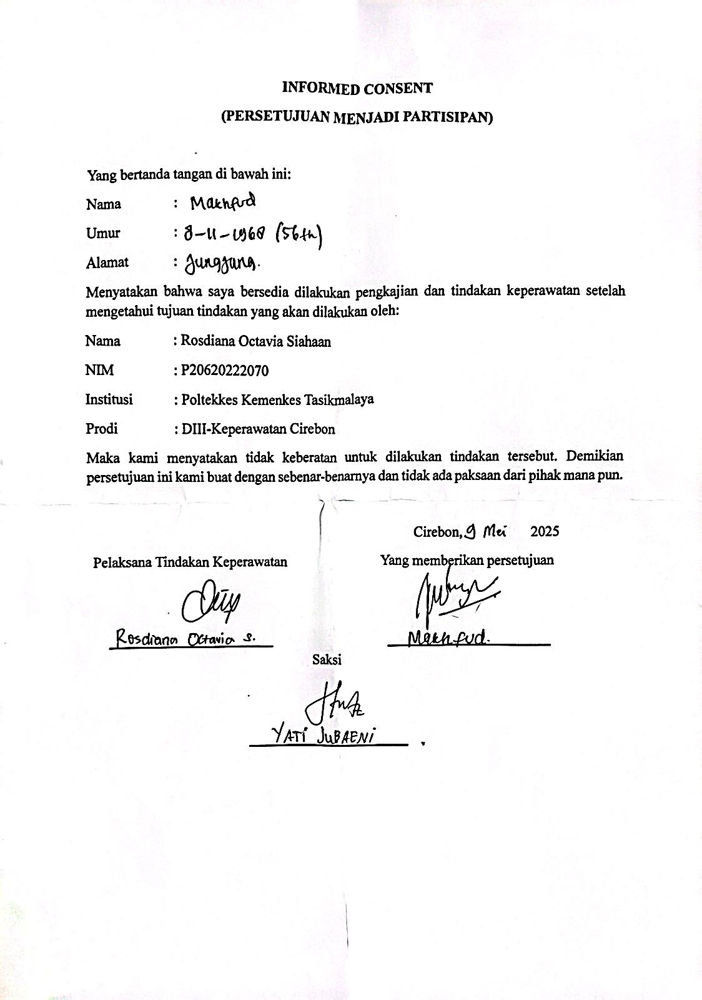 INFORMED CONSENT
(PERSETUJUAN MENJADI PARTISIPAN)
Yang bertanda tangan di bawah ini:
Nama : Makhfud
Umur : 8-11-1968 (56th)
Alamat : Jungjang.
Menyatakan bahwa saya bersedia dilakukan pengkajian dan tindakan keperawatan setelah
mengetahui tujuan tindakan yang akan dilakukan oleh:
Nama : Rosdiana Octavia Siahaan
NIM : P20620222070
Institusi : Poltekkes Kemenkes Tasikmalaya
Prodi : DIII-Keperawatan Cirebon
Maka kami menyatakan tidak keberatan untuk dilakukan tindakan tersebut. Demikian
persetujuan ini kami buat dengan sebenar-benarnya dan tidak ada paksaan dari pihak mana pun.
Cirebon, 9 Mei 2025
Pelaksana Tindakan Keperawatan Yang memberikan persetujuan
Rosdiana Octavia S. Makhfud.
Saksi
YATI JUBAENI